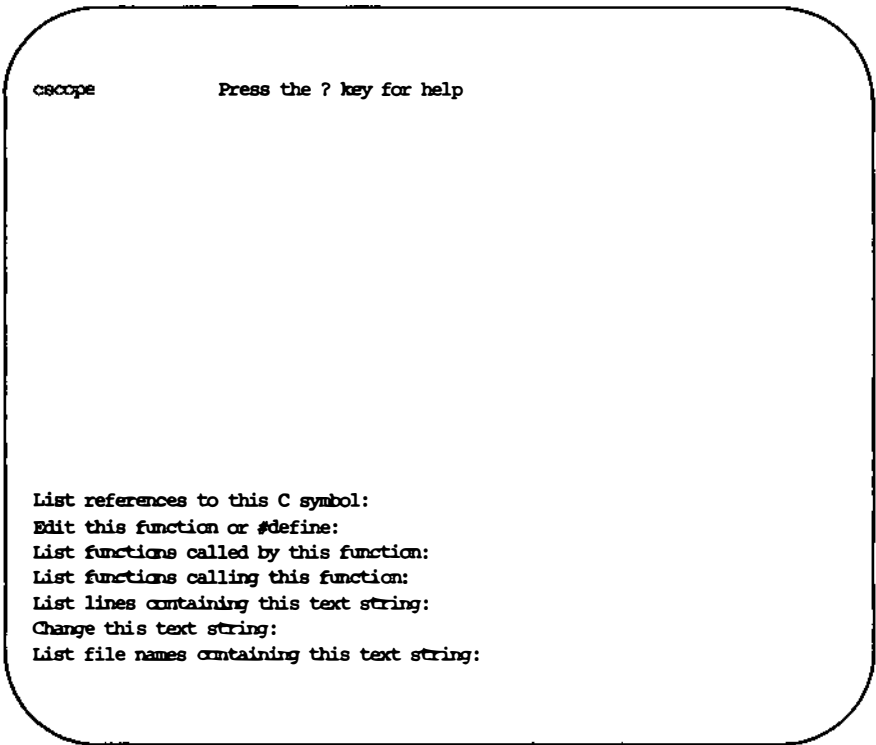 cscope Press the ? key for help
List references to this C symbol:
Edit this function or #define:
List functions called by this function:
List functions calling this function:
List lines containing this text string:
Change this text string:
List file names containing this text string: